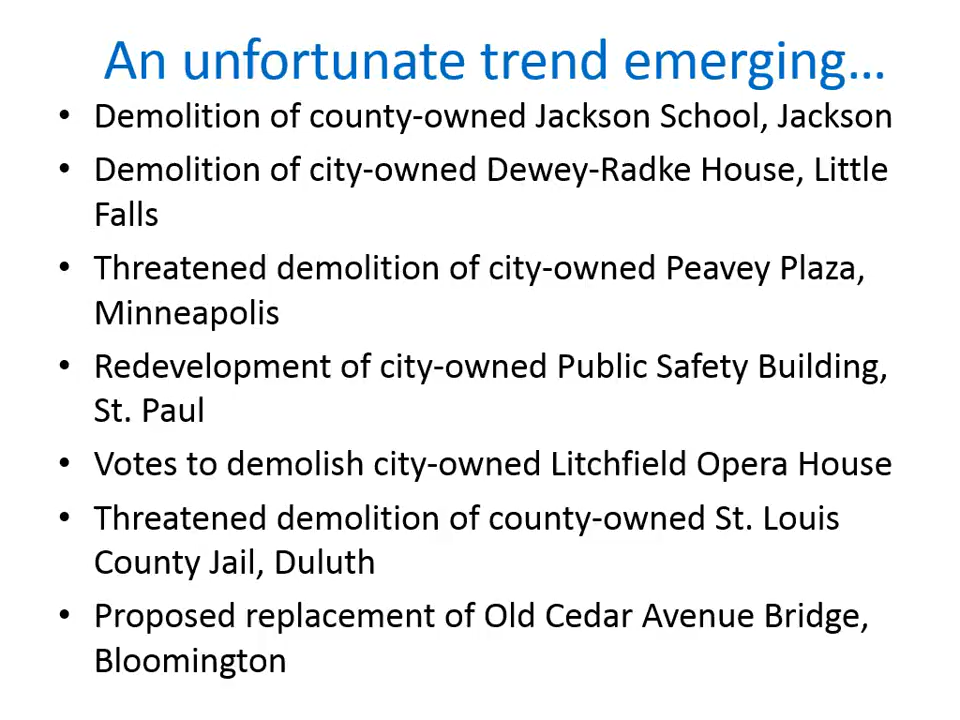 An unfortunate trend emerging…
• Demolition of county-owned Jackson School, Jackson
• Demolition of city-owned Dewey-Radke House, Little
Falls
• Threatened demolition of city-owned Peavey Plaza,
Minneapolis
• Redevelopment of city-owned Public Safety Building,
St. Paul
• Votes to demolish city-owned Litchfield Opera House
• Threatened demolition of county-owned St. Louis
County Jail, Duluth
• Proposed replacement of Old Cedar Avenue Bridge,
Bloomington